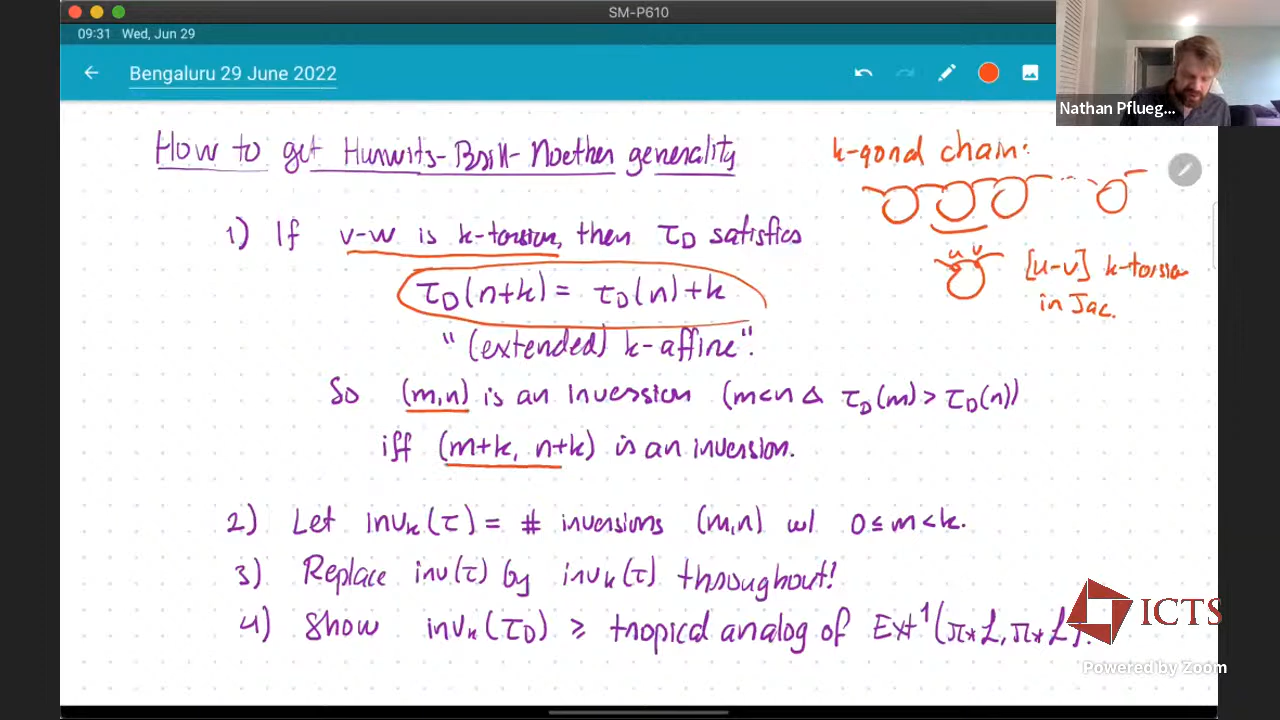 SM-P610
09:31 Wed, Jun 29
Bengaluru 29 June 2022
Nathan Pflueg...
How to get Hurwitz-Brill-Noether generality
k-gonal chain:
1) If v-w is k-torsion, then τ_D satisfies
τ_D(n+k) = τ_D(n)+k
"(extended) k-affine".
u v
[u-v] k-torsion
in Jac.
So (m,n) is an inversion (m<n & τ_D(m) > τ_D(n))
iff (m+k, n+k) is an inversion.
2) Let inv_k(τ) = # inversions (m,n) w/ 0≤m<k.
3) Replace inv(τ) by inv_k(τ) throughout!
4) Show inv_k(τ_D) ≥ tropical analog of Ext^1(π_*L, π_*L).
ICTS
Powered by Zoom